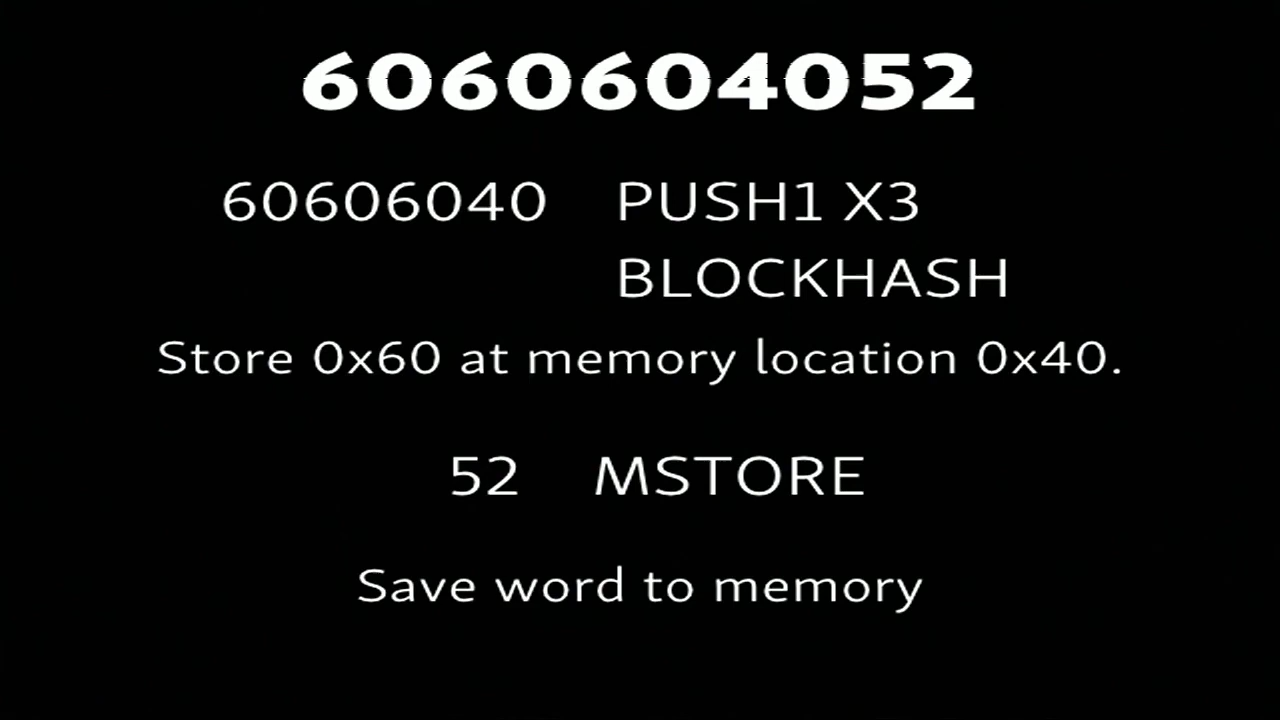 6060604052
60606040 PUSH1 X3
BLOCKHASH
Store 0x60 at memory location 0x40.
52 MSTORE
Save word to memory